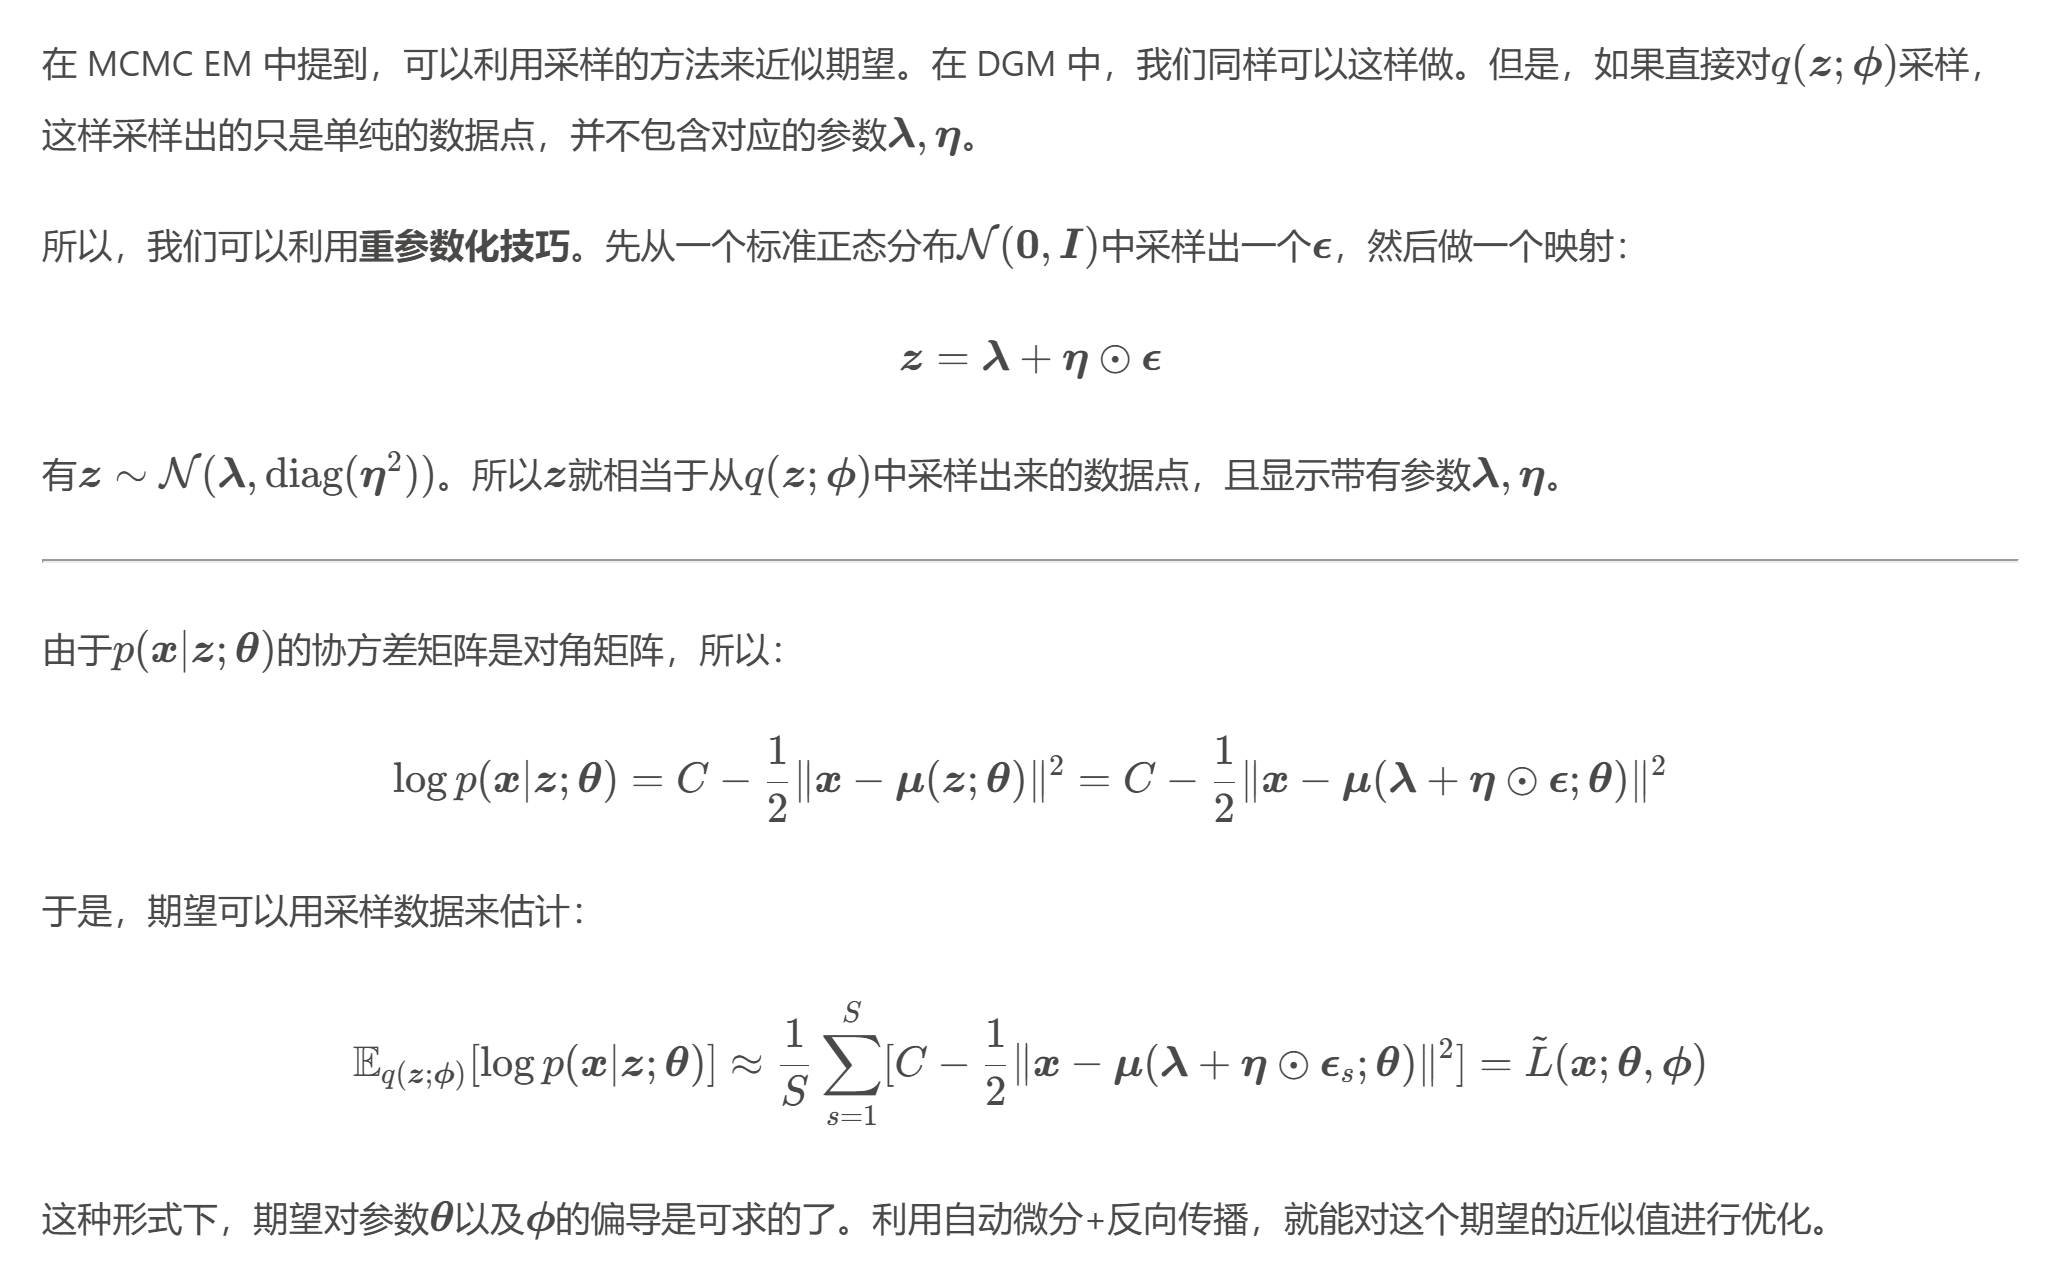 在 MCMC EM 中提到，可以利用采样的方法来近似期望。在 DGM 中，我们同样可以这样做。但是，如果直接对$q(\boldsymbol{z};\boldsymbol{\phi})$采样，
这样采样出的只是单纯的数据点，并不包含对应的参数$\boldsymbol{\lambda},\boldsymbol{\eta}$。
所以，我们可以利用重参数化技巧。先从一个标准正态分布$\mathcal{N}(\boldsymbol{0},\boldsymbol{I})$中采样出一个$\boldsymbol{\epsilon}$，然后做一个映射：
$$\boldsymbol{z}=\boldsymbol{\lambda}+\boldsymbol{\eta}\odot\boldsymbol{\epsilon}$$
有$\boldsymbol{z}\sim\mathcal{N}(\boldsymbol{\lambda},\mathrm{diag}(\boldsymbol{\eta}^2))$。所以$\boldsymbol{z}$就相当于从$q(\boldsymbol{z};\boldsymbol{\phi})$中采样出来的数据点，且显示带有参数$\boldsymbol{\lambda},\boldsymbol{\eta}$。
由于$p(\boldsymbol{x}|\boldsymbol{z};\boldsymbol{\theta})$的协方差矩阵是对角矩阵，所以：
$$\log p(\boldsymbol{x}|\boldsymbol{z};\boldsymbol{\theta})=C-\frac{1}{2}\|\boldsymbol{x}-\boldsymbol{\mu}(\boldsymbol{z};\boldsymbol{\theta})\|^2=C-\frac{1}{2}\|\boldsymbol{x}-\boldsymbol{\mu}(\boldsymbol{\lambda}+\boldsymbol{\eta}\odot\boldsymbol{\epsilon};\boldsymbol{\theta})\|^2$$
于是，期望可以用采样数据来估计：
$$\mathbb{E}_{q(\boldsymbol{z};\boldsymbol{\phi})}[\log p(\boldsymbol{x}|\boldsymbol{z};\boldsymbol{\theta})]\approx\frac{1}{S}\sum_{s=1}^{S}[C-\frac{1}{2}\|\boldsymbol{x}-\boldsymbol{\mu}(\boldsymbol{\lambda}+\boldsymbol{\eta}\odot\boldsymbol{\epsilon}_s;\boldsymbol{\theta})\|^2]=\tilde{L}(\boldsymbol{x};\boldsymbol{\theta},\boldsymbol{\phi})$$
这种形式下，期望对参数$\boldsymbol{\theta}$以及$\boldsymbol{\phi}$的偏导是可求的了。利用自动微分+反向传播，就能对这个期望的近似值进行优化。